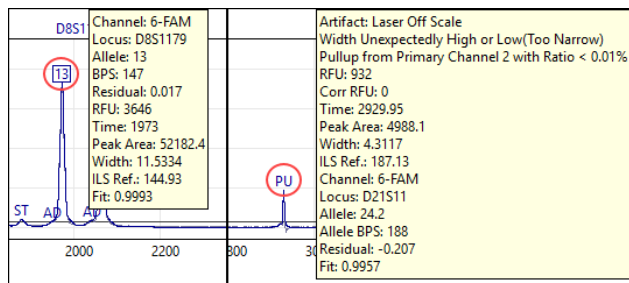 D8S1
Channel: 6-FAM
Locus: D8S1179
Allele: 13
BPS: 147
Residual: 0.017
RFU: 3646
Time: 1973
Peak Area: 52182.4
Width: 11.5334
ILS Ref.: 144.93
Fit: 0.9993
13
ST
AD
AD
2000
2200
Artifact: Laser Off Scale
Width Unexpectedly High or Low(Too Narrow)
Pullup from Primary Channel 2 with Ratio < 0.01%
RFU: 932
Corr RFU: 0
Time: 2929.95
Peak Area: 4988.1
Width: 4.3117
ILS Ref.: 187.13
Channel: 6-FAM
Locus: D21S11
Allele: 24.2
Allele BPS: 188
Residual: -0.207
Fit: 0.9957
PU
800
30